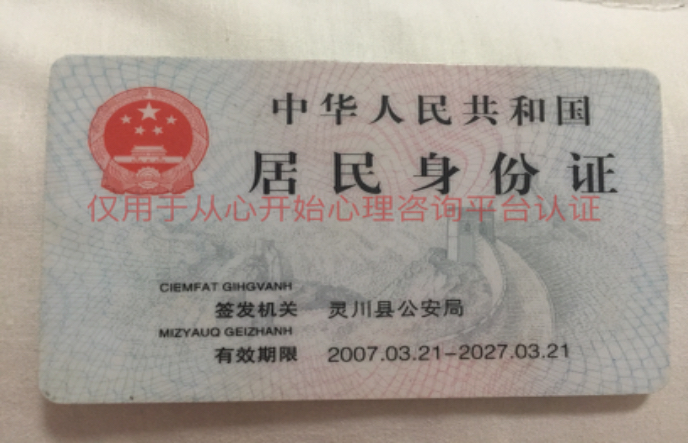 中华人民共和国
居民身份证
仅用于从心开始心理咨询平台认证
CIEMFAT GIHGVANH
签发机关 灵川县公安局
MIZYAUQ GEIZHANH
有效期限 2007.03.21-2027.03.21